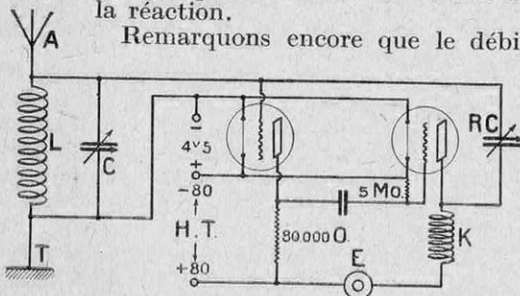 la réaction.
Remarquons encore que le débi
A
L
C
4v5
−
+
−80
H.T.
+80
5 Mo.
80000 O.
RC
K
E
T